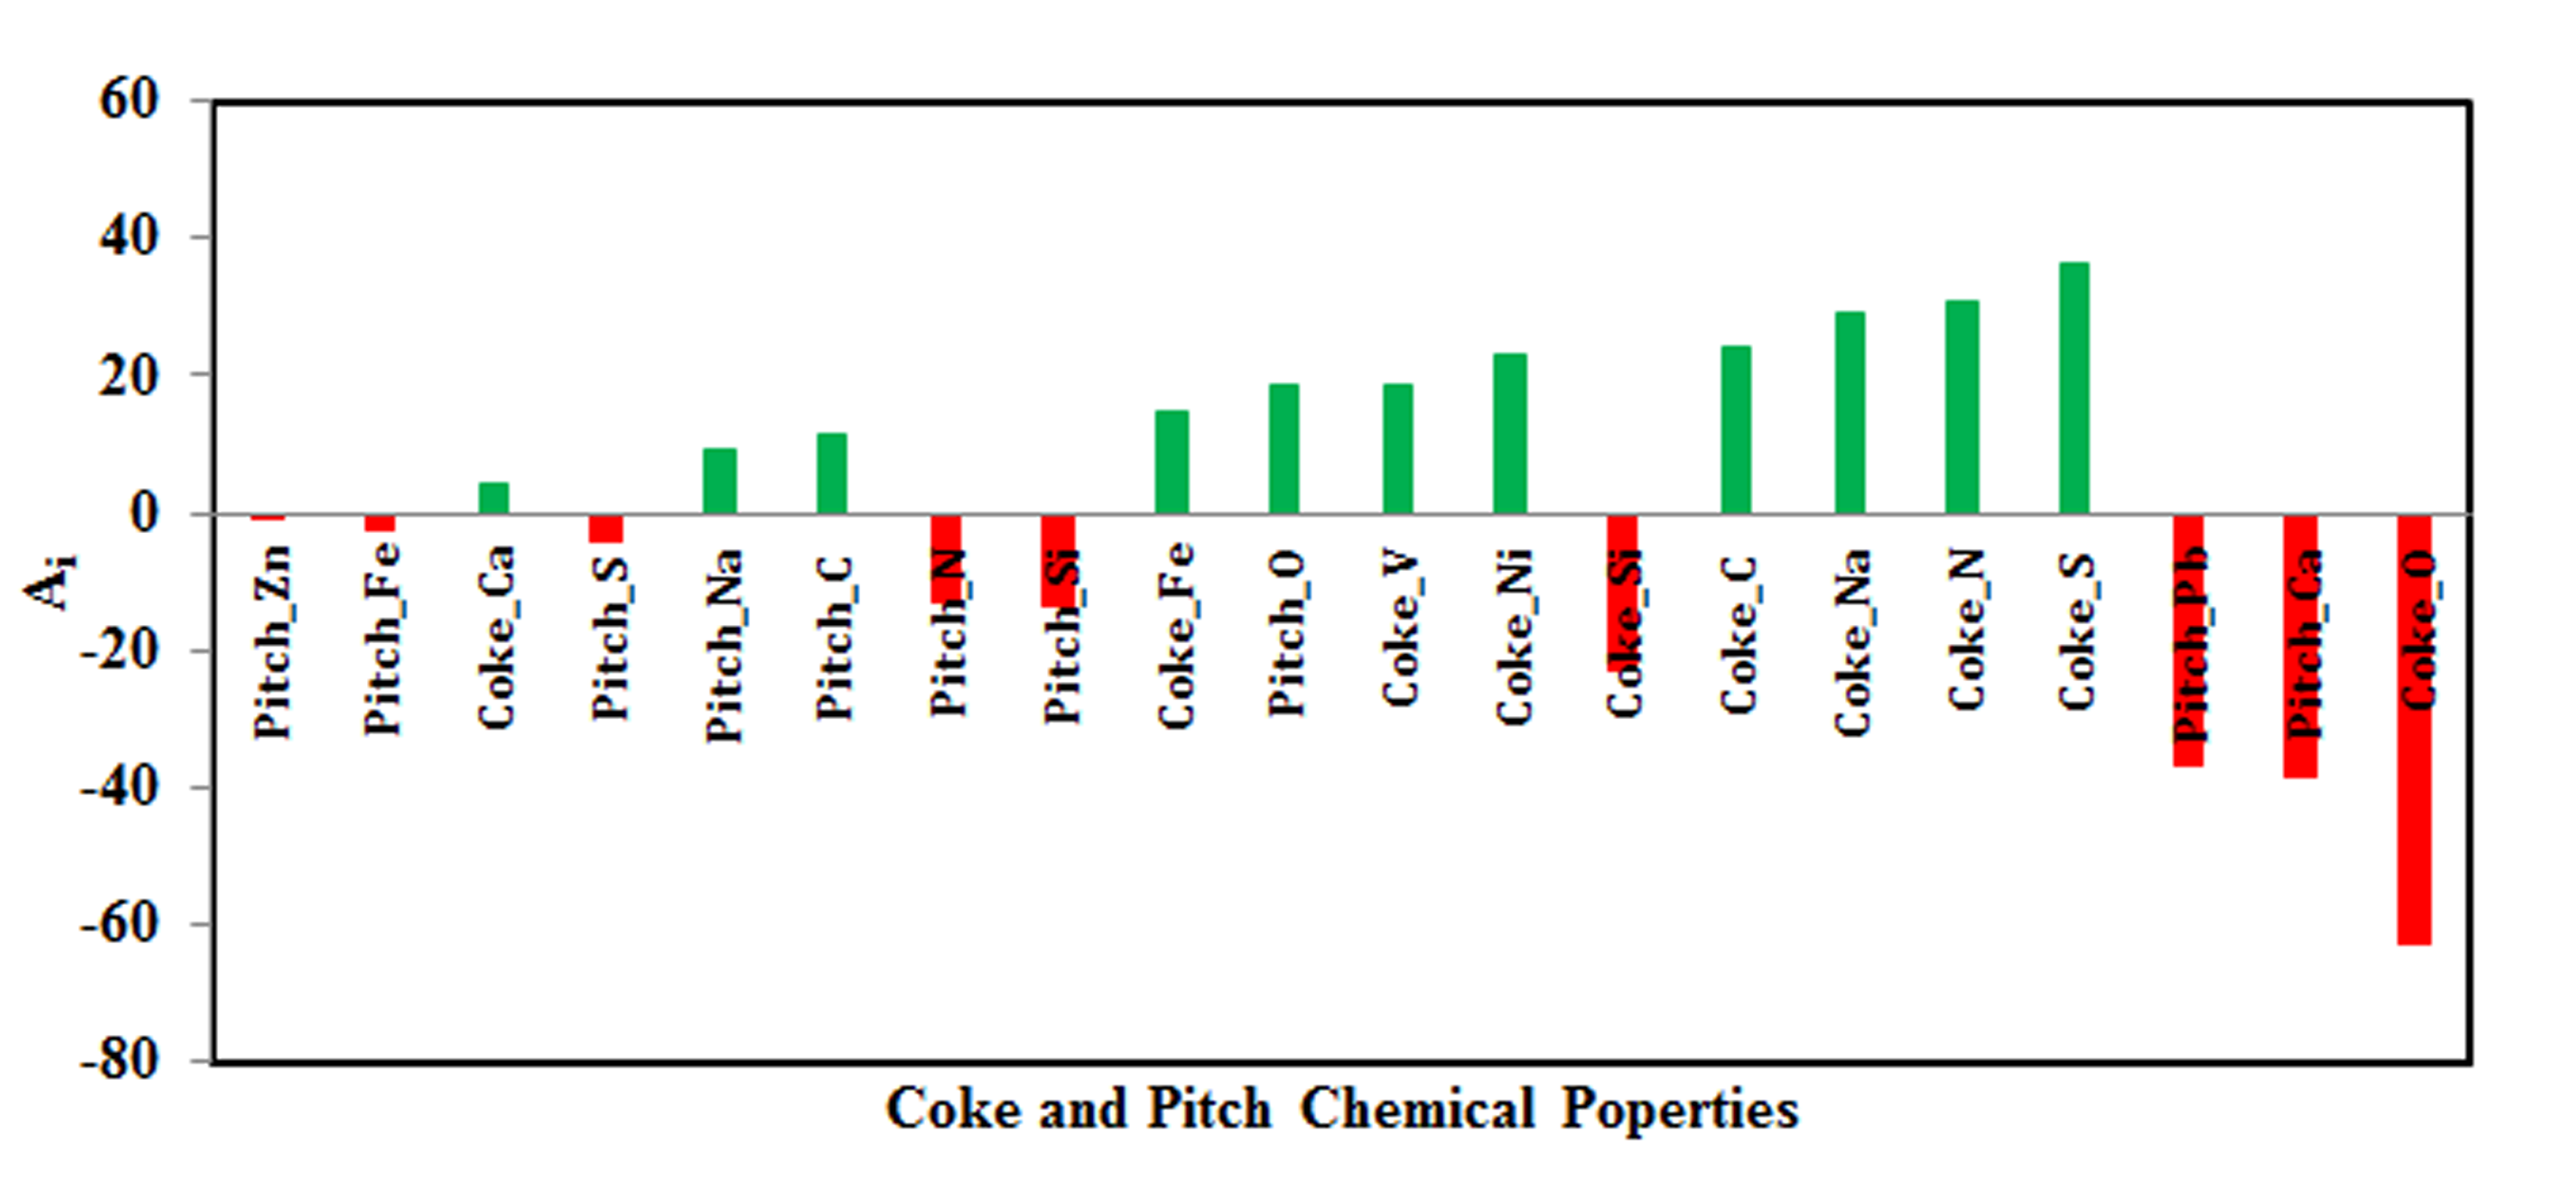 60
40
20
0
-20
-40
-60
-80
Ai
Pitch_Zn
Pitch_Fe
Coke_Ca
Pitch_S
Pitch_Na
Pitch_C
Pitch_N
Pitch_Si
Coke_Fe
Pitch_O
Coke_V
Coke_Ni
Coke_Si
Coke_C
Coke_Na
Coke_N
Coke_S
Pitch_Pb
Pitch_Ca
Coke_O
Coke and Pitch Chemical Poperties